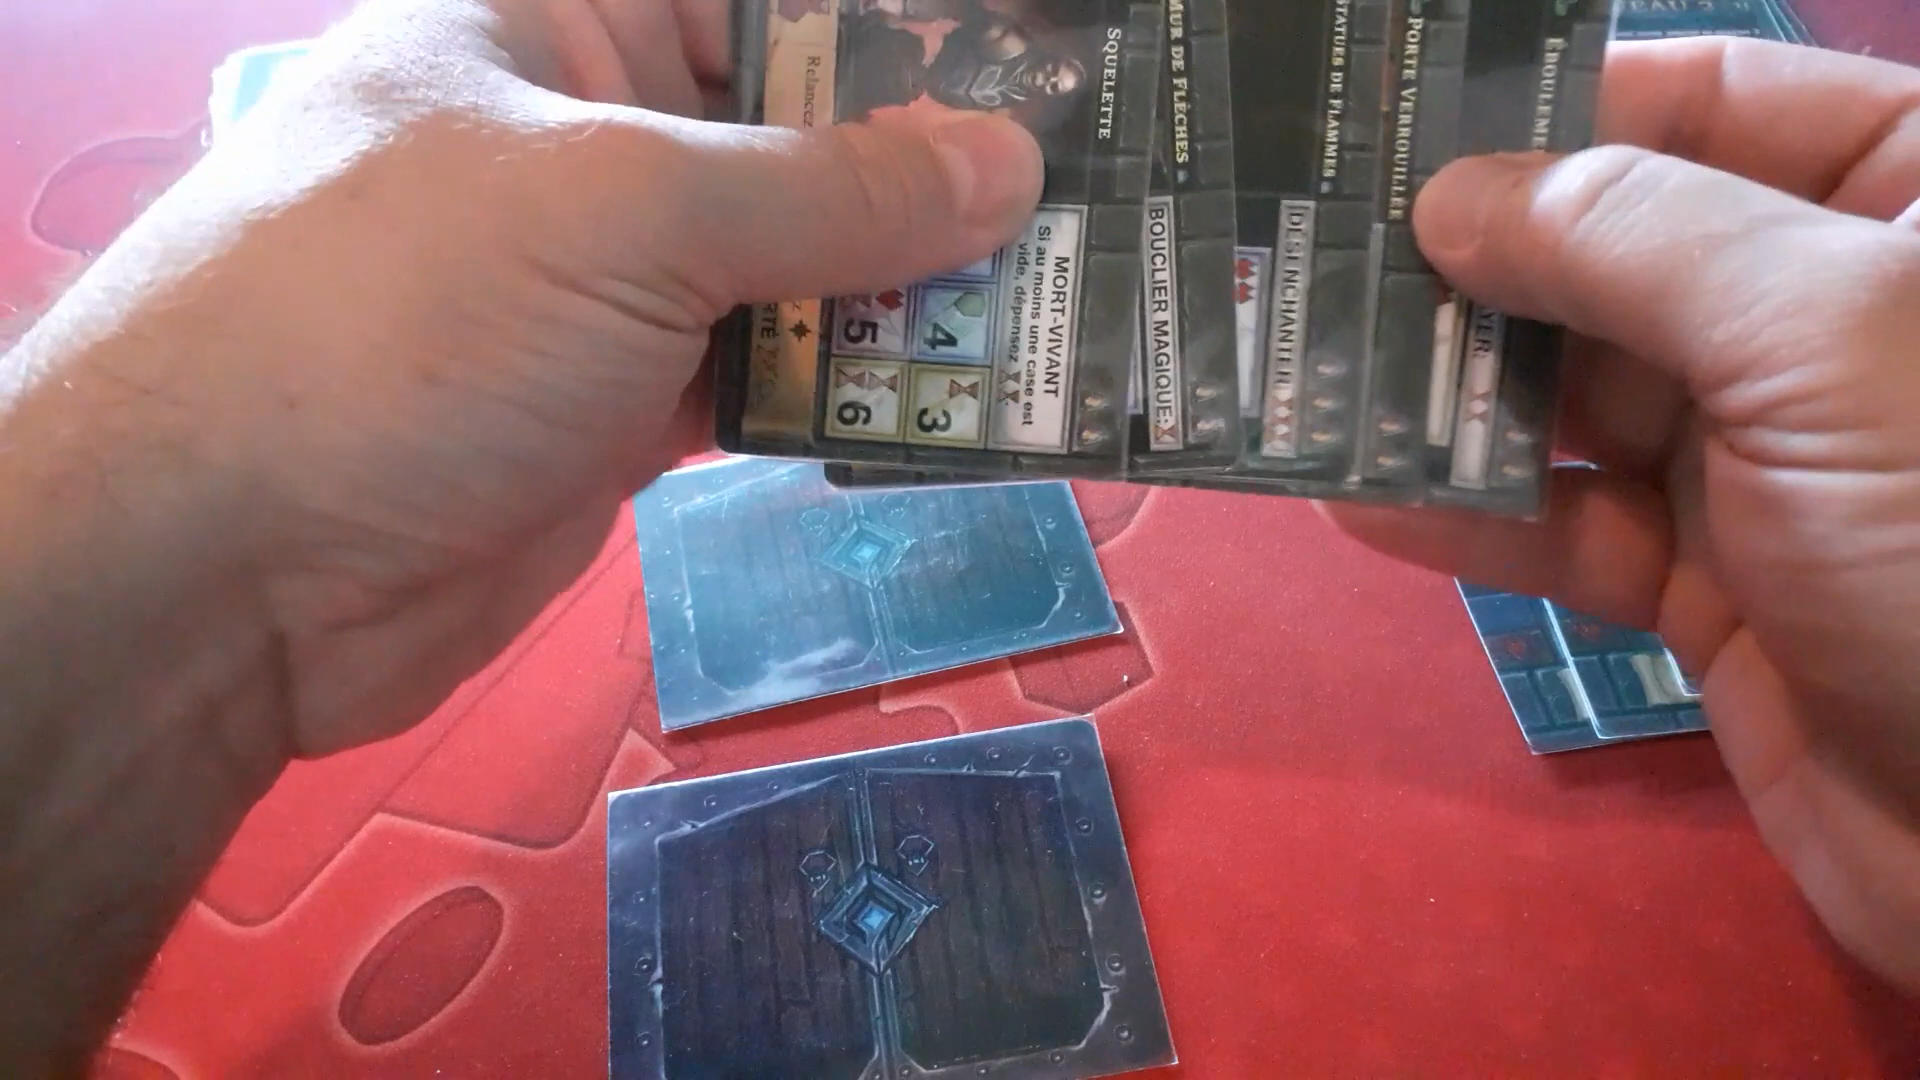 Relancez
SQUELETTE
MORT-VIVANT
Si au moins une case est
vide, dépensez
5
4
6
3
MUR DE FLÈCHES
BOUCLIER MAGIQUE:
STATUES DE FLAMMES
DÉSENCHANTER
PORTE VERROUILLÉE